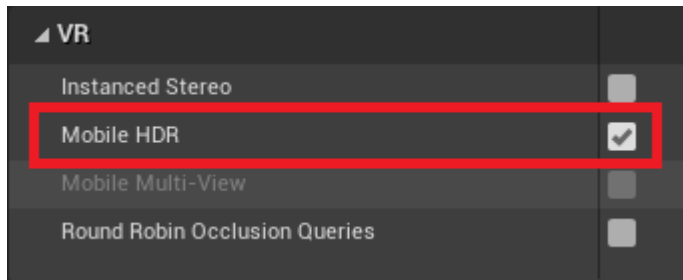 VR
Instanced Stereo
Mobile HDR
Mobile Multi-View
Round Robin Occlusion Queries